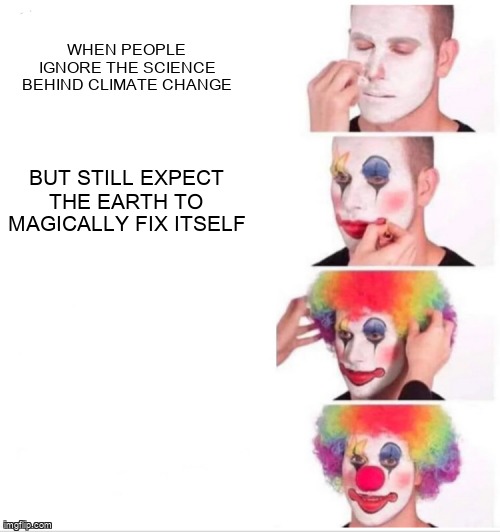 WHEN PEOPLE
IGNORE THE SCIENCE
BEHIND CLIMATE CHANGE
BUT STILL EXPECT
THE EARTH TO
MAGICALLY FIX ITSELF
imgflip.com